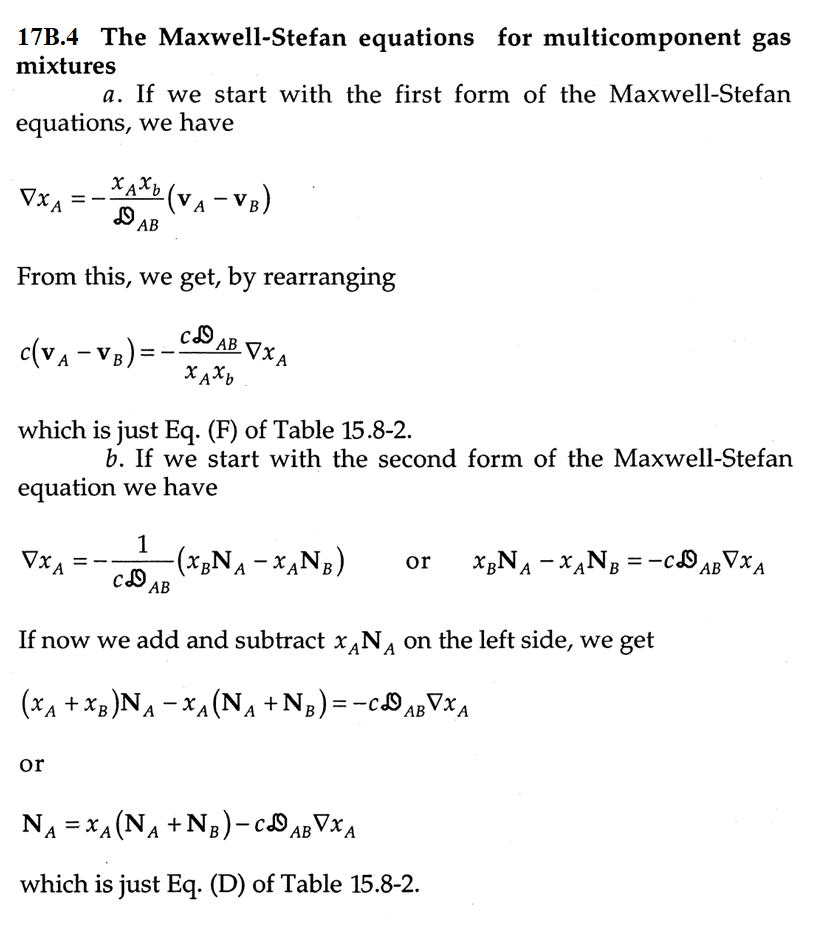 17B.4 The Maxwell-Stefan equations for multicomponent gas
mixtures
a. If we start with the first form of the Maxwell-Stefan
equations, we have
∇x_A = −(x_A x_b / 𝒟_AB)(v_A − v_B)
From this, we get, by rearranging
c(v_A − v_B) = −(c𝒟_AB / x_A x_b)∇x_A
which is just Eq. (F) of Table 15.8-2.
b. If we start with the second form of the Maxwell-Stefan
equation we have
∇x_A = −(1 / c𝒟_AB)(x_B N_A − x_A N_B) or x_B N_A − x_A N_B = −c𝒟_AB ∇x_A
If now we add and subtract x_A N_A on the left side, we get
(x_A + x_B)N_A − x_A(N_A + N_B) = −c𝒟_AB ∇x_A
or
N_A = x_A(N_A + N_B) − c𝒟_AB ∇x_A
which is just Eq. (D) of Table 15.8-2.